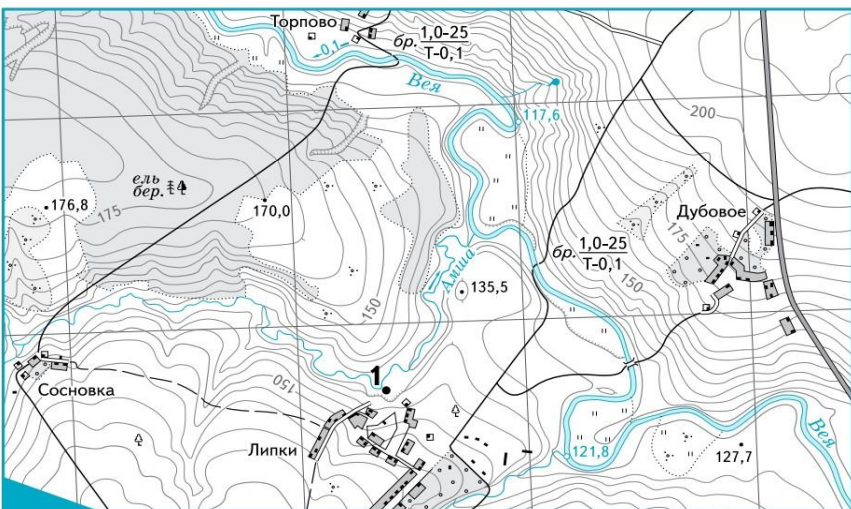 Торпово
0,1
бр. 1,0-25
Т-0,1
Вея
117,6
200
ель
бер.
176,8
175
170,0
Дубовое
175
бр. 1,0-25
Т-0,1
150
Амша
135,5
150
150
1
Сосновка
Липки
121,8
127,7
Вея